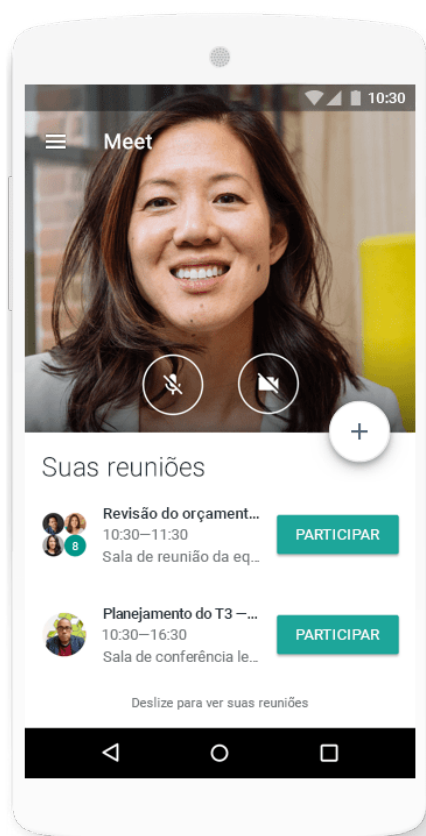 10:30
Meet
Suas reuniões
Revisão do orçament...
10:30—11:30
Sala de reunião da eq...
8
PARTICIPAR
Planejamento do T3 —...
10:30—16:30
Sala de conferência le...
PARTICIPAR
Deslize para ver suas reuniões